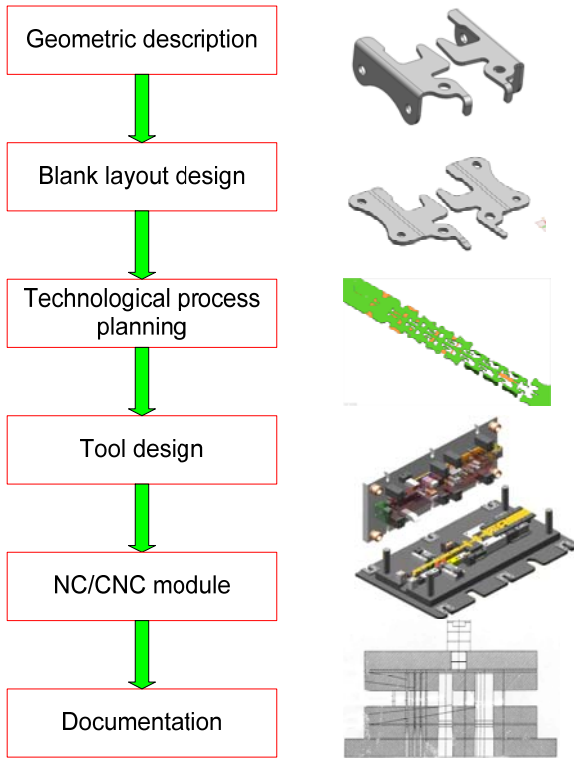 Geometric description
Blank layout design
Technological process
planning
Tool design
NC/CNC module
Documentation